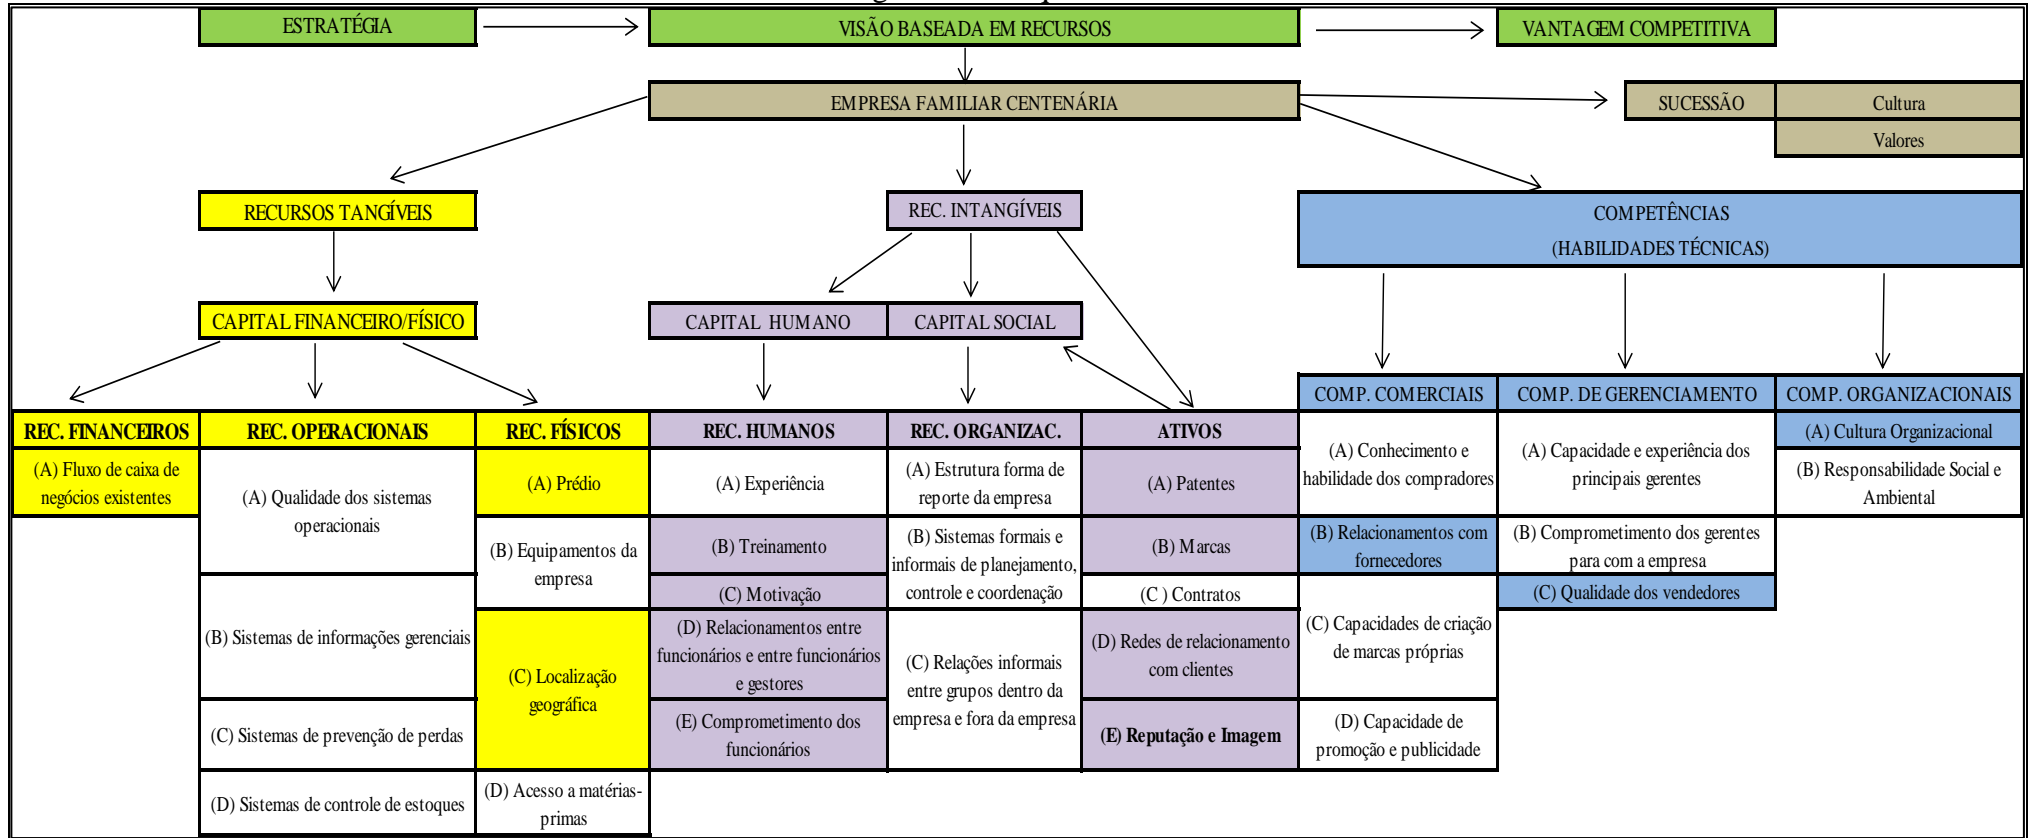 ESTRATÉGIA
VISÃO BASEADA EM RECURSOS
VANTAGEM COMPETITIVA
EMPRESA FAMILIAR CENTENÁRIA
SUCESSÃO
Cultura
Valores
RECURSOS TANGÍVEIS
REC. INTANGÍVEIS
COMPETÊNCIAS
(HABILIDADES TÉCNICAS)
CAPITAL FINANCEIRO/FÍSICO
CAPITAL HUMANO
CAPITAL SOCIAL
REC. FINANCEIROS
(A) Fluxo de caixa de
negócios existentes
REC. OPERACIONAIS
(A) Qualidade dos sistemas
operacionais
(B) Sistemas de informações gerenciais
(C) Sistemas de prevenção de perdas
(D) Sistemas de controle de estoques
REC. FÍSICOS
(A) Prédio
(B) Equipamentos da
empresa
(C) Localização
geográfica
(D) Acesso a matérias-
primas
REC. HUMANOS
(A) Experiência
(B) Treinamento
(C) Motivação
(D) Relacionamentos entre
funcionários e entre funcionários
e gestores
(E) Comprometimento dos
funcionários
REC. ORGANIZAC.
(A) Estrutura forma de
reporte da empresa
(B) Sistemas formais e
informais de planejamento,
controle e coordenação
(C) Relações informais
entre grupos dentro da
empresa e fora da empresa
ATIVOS
(A) Patentes
(B) Marcas
(C ) Contratos
(D) Redes de relacionamento
com clientes
(E) Reputação e Imagem
COMP. COMERCIAIS
(A) Conhecimento e
habilidade dos compradores
(B) Relacionamentos com
fornecedores
(C) Capacidades de criação
de marcas próprias
(D) Capacidade de
promoção e publicidade
COMP. DE GERENCIAMENTO
(A) Capacidade e experiência dos
principais gerentes
(B) Comprometimento dos gerentes
para com a empresa
(C) Qualidade dos vendedores
COMP. ORGANIZACIONAIS
(A) Cultura Organizacional
(B) Responsabilidade Social e
Ambiental